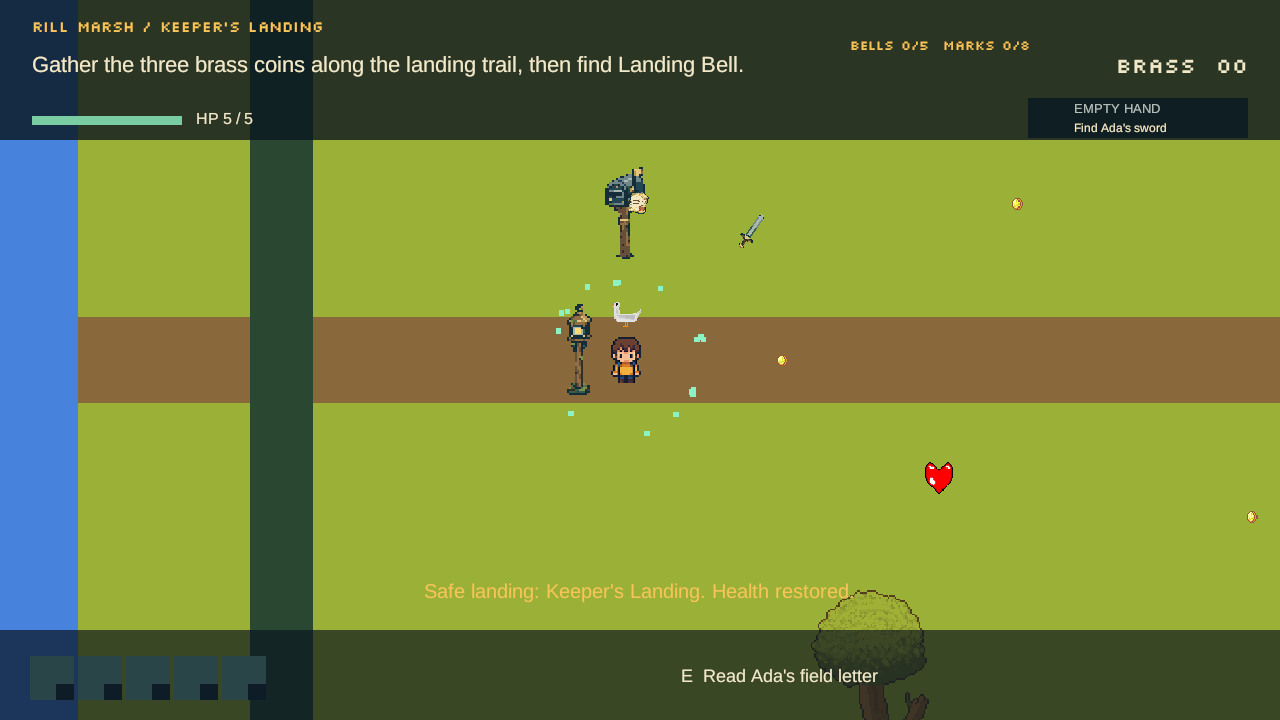 RILL MARSH / KEEPER'S LANDING
BELLS 0/5 MARKS 0/8
Gather the three brass coins along the landing trail, then find Landing Bell.
BRASS 00
HP 5 / 5
EMPTY HAND
Find Ada's sword
Safe landing: Keeper's Landing. Health restored.
E Read Ada's field letter